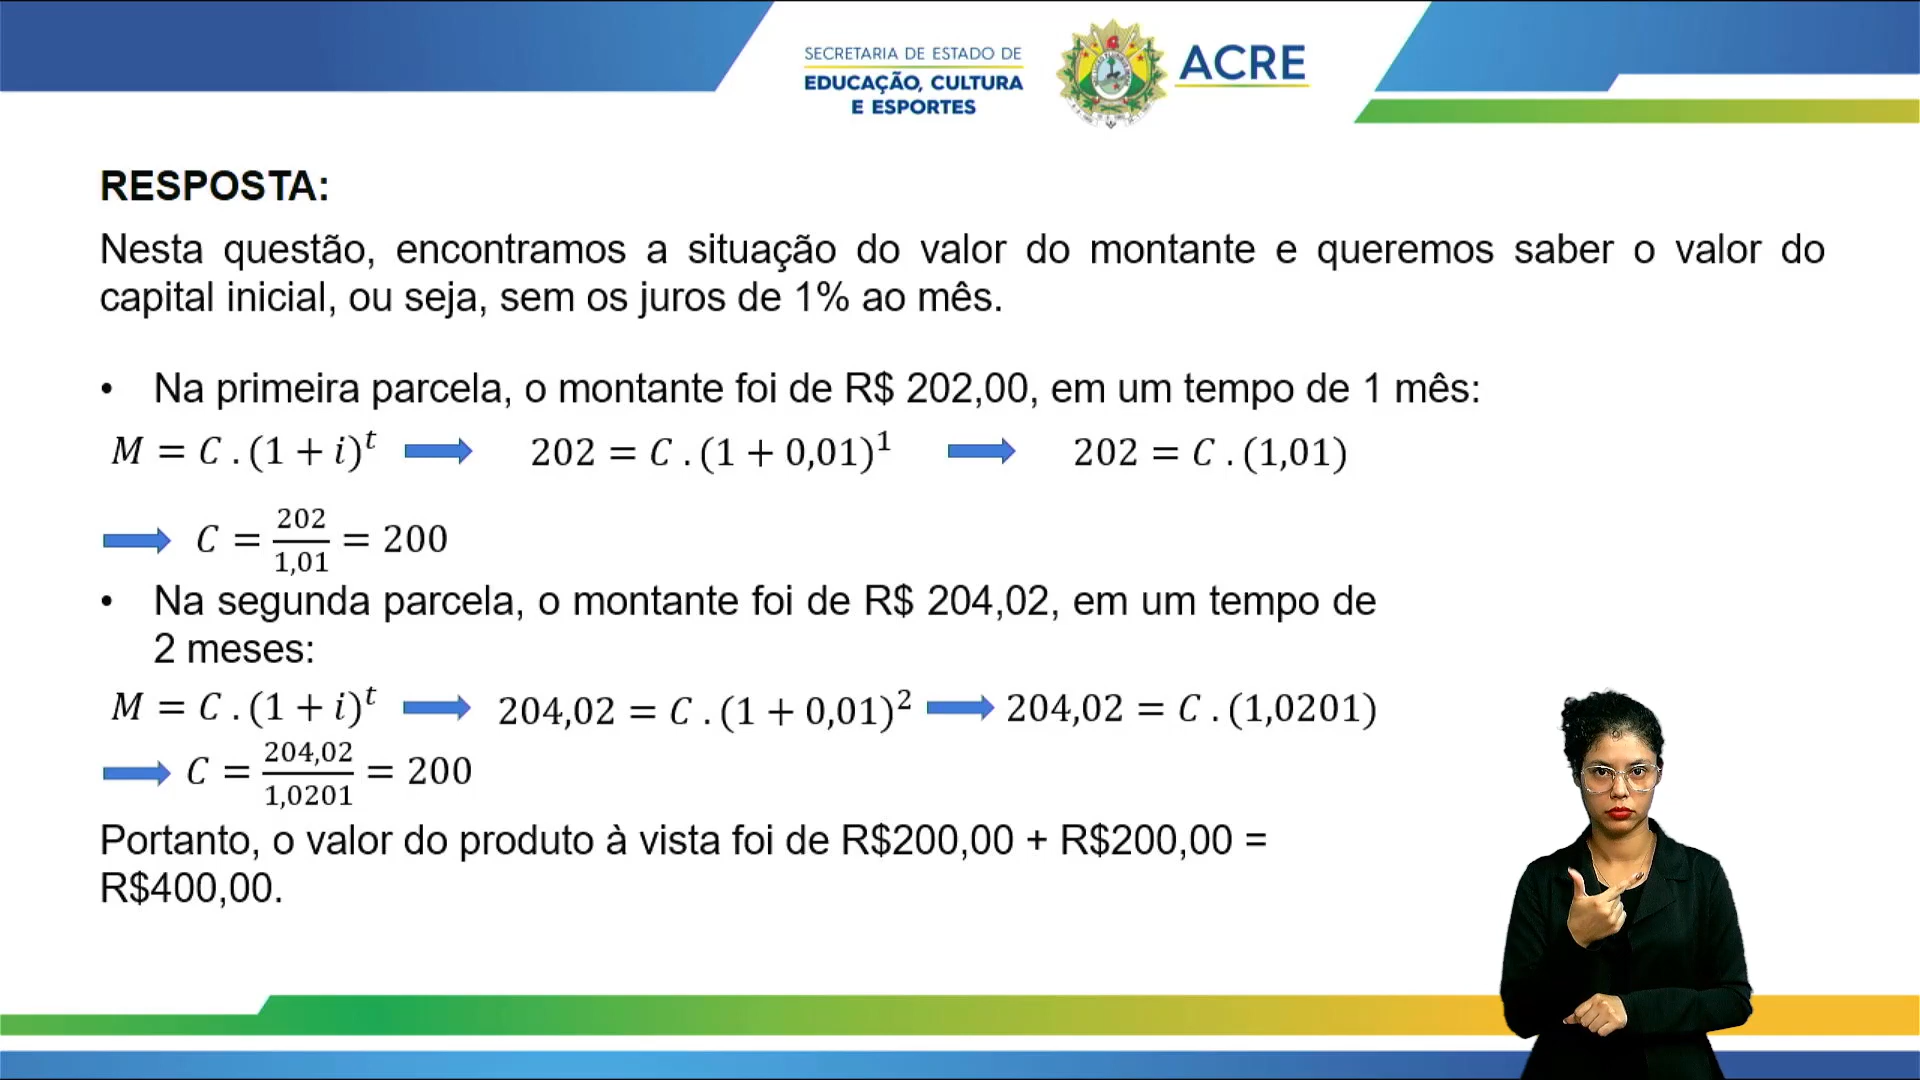 SECRETARIA DE ESTADO DE
EDUCAÇÃO, CULTURA
E ESPORTES
ACRE
RESPOSTA:
Nesta questão, encontramos a situação do valor do montante e queremos saber o valor do
capital inicial, ou seja, sem os juros de 1% ao mês.
• Na primeira parcela, o montante foi de R$ 202,00, em um tempo de 1 mês:
M = C . (1 + i)^t 202 = C . (1 + 0,01)^1 202 = C . (1,01)
C = 202/1,01 = 200
• Na segunda parcela, o montante foi de R$ 204,02, em um tempo de
2 meses:
M = C . (1 + i)^t 204,02 = C . (1 + 0,01)^2 204,02 = C . (1,0201)
C = 204,02/1,0201 = 200
Portanto, o valor do produto à vista foi de R$200,00 + R$200,00 =
R$400,00.